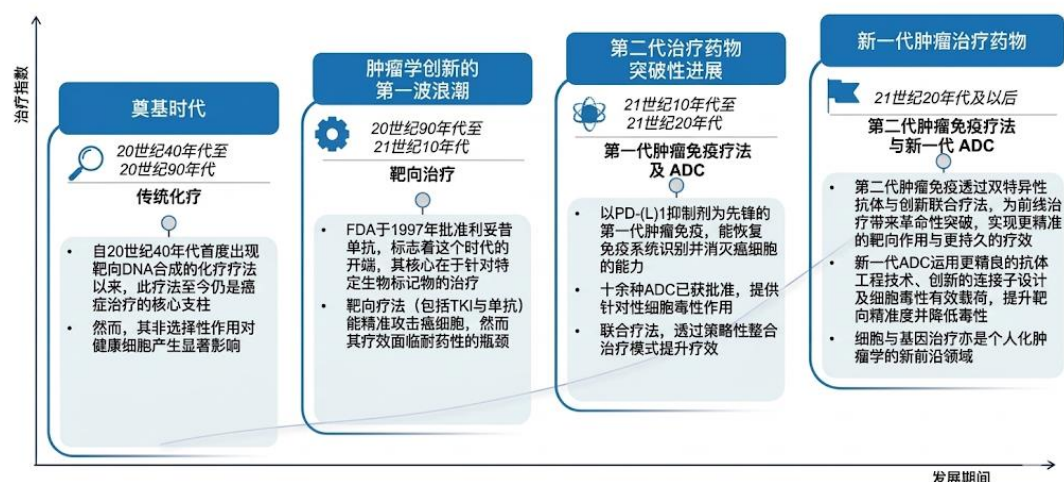 治疗指数
奠基时代
20世纪40年代至
20世纪90年代
传统化疗
• 自20世纪40年代首度出现
靶向DNA合成的化疗疗法
以来，此疗法至今仍是癌
症治疗的核心支柱
• 然而，其非选择性作用对
健康细胞产生显著影响
肿瘤学创新的
第一波浪潮
20世纪90年代至
21世纪10年代
靶向治疗
• FDA于1997年批准利妥昔
单抗，标志着这个时代的
开端，其核心在于针对特
定生物标记物的治疗
• 靶向疗法（包括TKI与单抗）
能精准攻击癌细胞，然而
其疗效面临耐药性的瓶颈
第二代治疗药物
突破性进展
21世纪10年代至
21世纪20年代
第一代肿瘤免疫疗法
及 ADC
• 以PD-(L)1抑制剂为先锋的
第一代肿瘤免疫，能恢复
免疫系统识别并消灭癌细胞
的能力
• 十余种ADC已获批准，提供
针对性细胞毒性作用
• 联合疗法，透过策略性整合
治疗模式提升疗效
新一代肿瘤治疗药物
21世纪20年代及以后
第二代肿瘤免疫疗法
与新一代 ADC
• 第二代肿瘤免疫透过双特异性
抗体与创新联合疗法，为前线治
疗带来革命性突破，实现更精准
的靶向作用与更持久的疗效
• 新一代ADC运用更精良的抗体
工程技术、创新的连接子设计
及细胞毒性有效载荷，提升靶
向精准度并降低毒性
• 细胞与基因治疗亦是个人化肿
瘤学的新前沿领域
发展期间